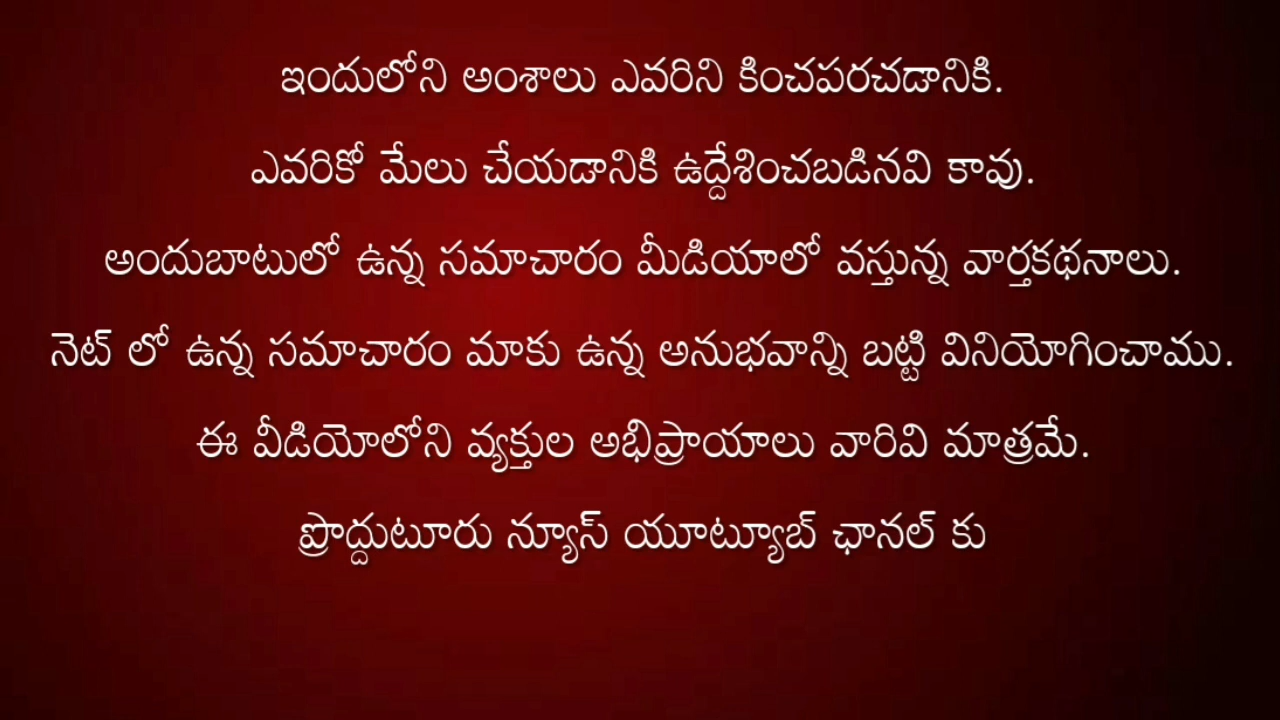 ఇందులోని అంశాలు ఎవరిని కించపరచడానికి.
ఎవరికో మేలు చేయడానికి ఉద్దేశించబడినవి కావు.
అందుబాటులో ఉన్న సమాచారం మీడియాలో వస్తున్న వార్తకథనాలు.
నెట్ లో ఉన్న సమాచారం మాకు ఉన్న అనుభవాన్ని బట్టి వినియోగించాము.
ఈ వీడియోలోని వ్యక్తుల అభిప్రాయాలు వారివి మాత్రమే.
ప్రొద్దుటూరు న్యూస్ యూట్యూబ్ ఛానల్ కు